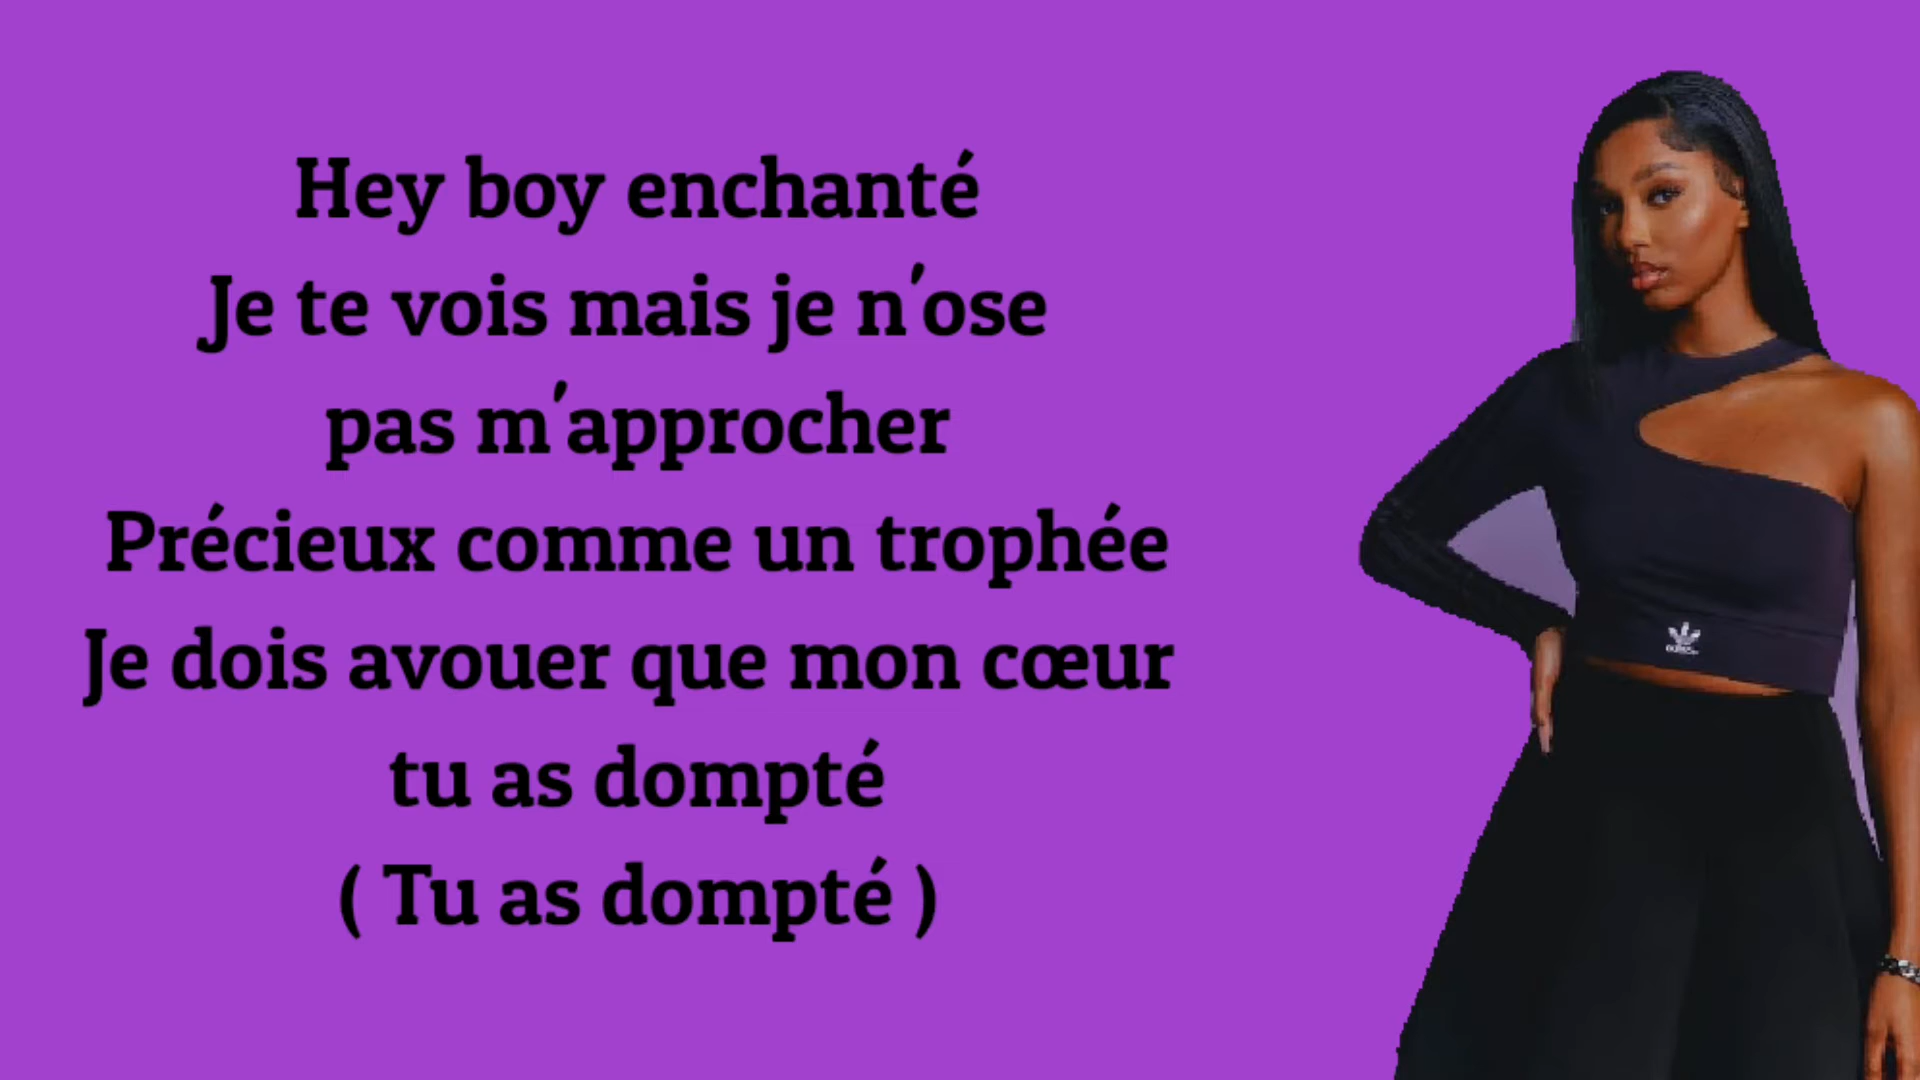 Hey boy enchanté
Je te vois mais je n'ose
pas m'approcher
Précieux comme un trophée
Je dois avouer que mon cœur
tu as dompté
( Tu as dompté )